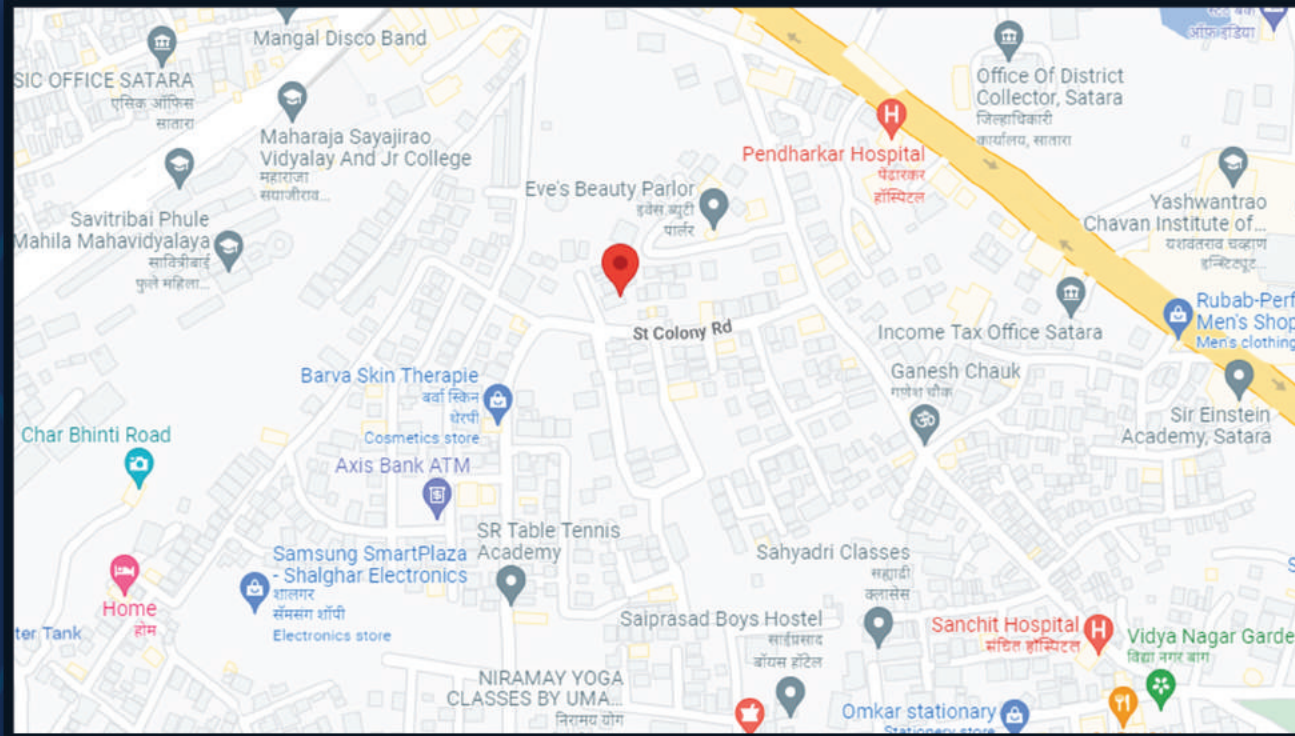 Mangal Disco Band
स्टेट बैंक
ऑफ़ इंडिया
SIC OFFICE SATARA
एसिक ऑफिस
सातारा
Office Of District
Collector, Satara
जिल्हाधिकारी
कार्यालय, सातारा
Maharaja Sayajirao
Vidyalay And Jr College
महाराजा
सयाजीराव...
Pendharkar Hospital
पेंढारकर
हॉस्पिटल
Eve's Beauty Parlor
इवेस ब्युटी
पार्लर
Yashwantrao
Chavan Institute of...
यशवंतराव चव्हाण
इन्स्टिट्यूट...
Savitribai Phule
Mahila Mahavidyalaya
सावित्रीबाई
फुले महिला...
Rubab-Perf
Men's Shop
Men's clothing
St Colony Rd
Income Tax Office Satara
Ganesh Chauk
गणेश चौक
Barva Skin Therapie
बर्वा स्किन
थेरपी
Cosmetics store
Sir Einstein
Academy, Satara
Char Bhinti Road
Axis Bank ATM
SR Table Tennis
Academy
Sahyadri Classes
सह्याद्री
क्लासेस
Samsung SmartPlaza
- Shalghar Electronics
शालगर
सॅमसंग शॉपी
Electronics store
Home
होम
Saiprasad Boys Hostel
साईप्रसाद
बॉयस हॉटेल
Sanchit Hospital
संचित हॉस्पिटल
ter Tank
Vidya Nagar Garde
विद्या नगर बाग
NIRAMAY YOGA
CLASSES BY UMA...
निरामय योग
Omkar stationary
Stationery store